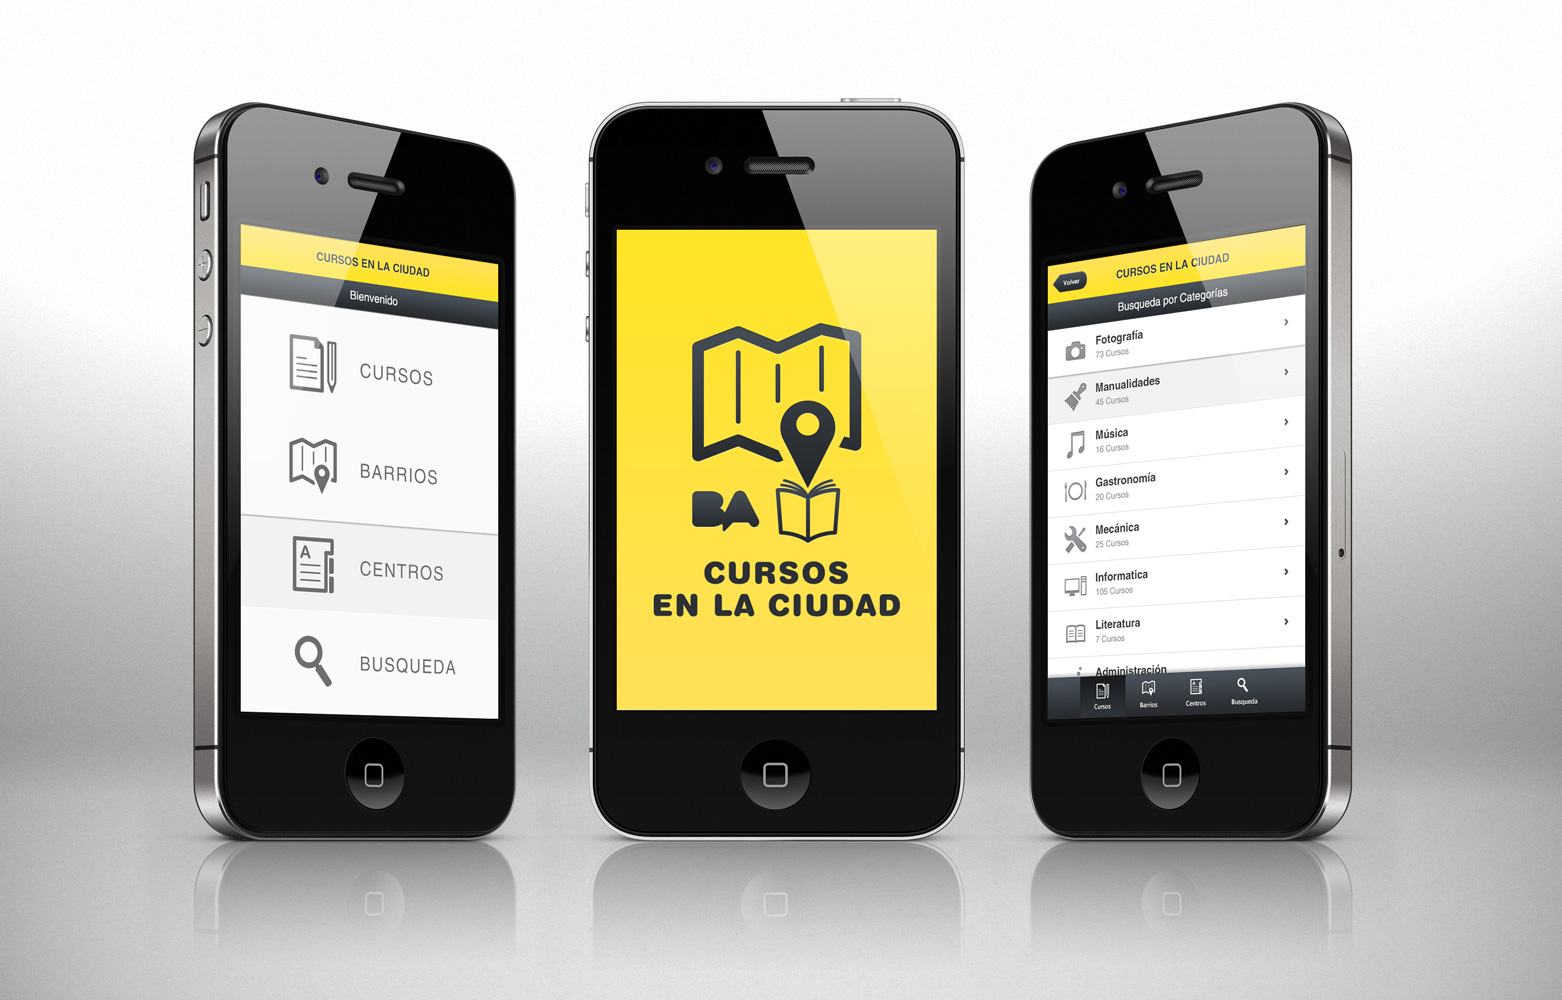 CURSOS EN LA CIUDAD
Bienvenido
CURSOS
BARRIOS
A
CENTROS
BUSQUEDA
BA
CURSOS
EN LA CIUDAD
CURSOS EN LA CIUDAD
Volver
Busqueda por Categorías
Fotografía
73 Cursos
Manualidades
45 Cursos
Música
16 Cursos
Gastronomía
20 Cursos
Mecánica
25 Cursos
Informatica
105 Cursos
Literatura
7 Cursos
Administración
Cursos
Barrios
Centros
Busqueda